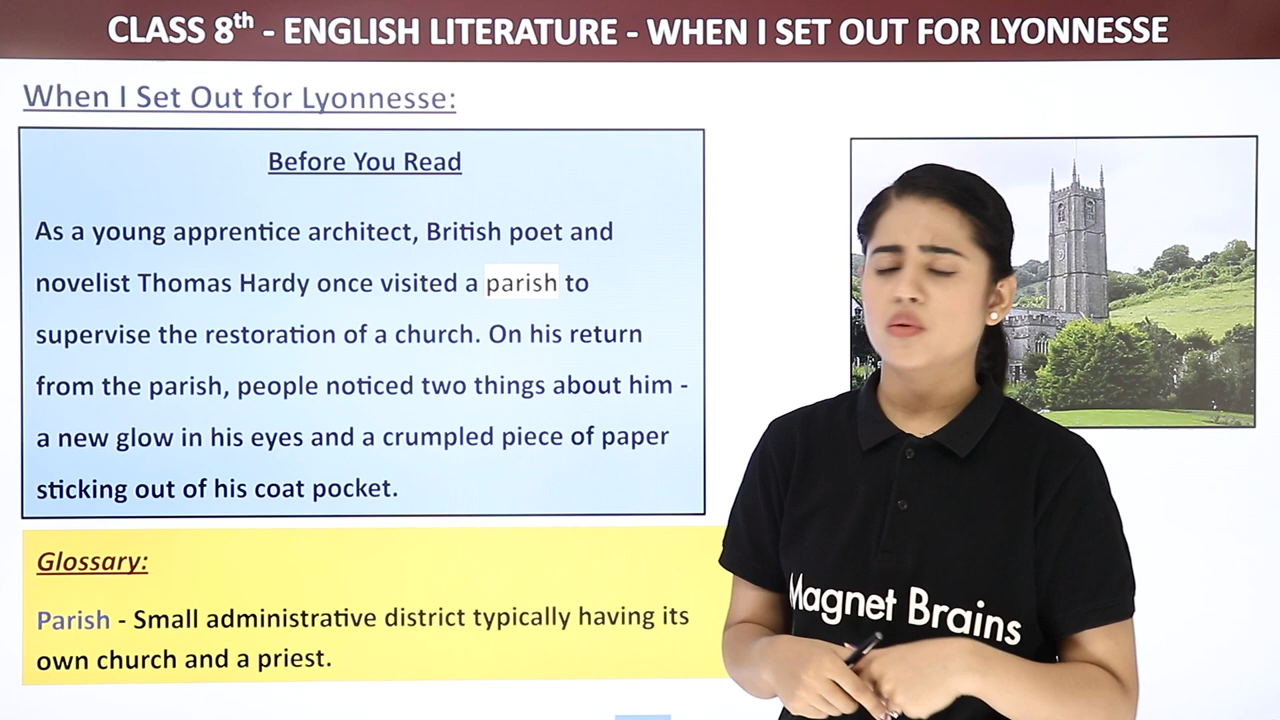 CLASS 8th - ENGLISH LITERATURE - WHEN I SET OUT FOR LYONNESSE
When I Set Out for Lyonnesse:
Before You Read
As a young apprentice architect, British poet and
novelist Thomas Hardy once visited a parish to
supervise the restoration of a church. On his return
from the parish, people noticed two things about him -
a new glow in his eyes and a crumpled piece of paper
sticking out of his coat pocket.
Glossary:
Parish - Small administrative district typically having its
own church and a priest.
Magnet Brains